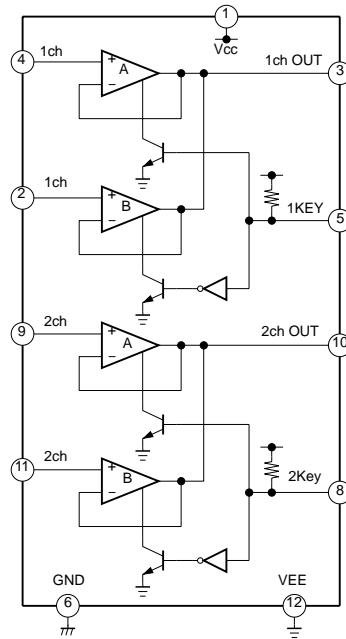 1
Vcc
4 1ch A 1ch OUT 3
+
−
2 1ch B 1KEY 5
+
−
9 2ch A 2ch OUT 10
+
−
11 2ch B 2Key 8
+
−
GND VEE
6 12